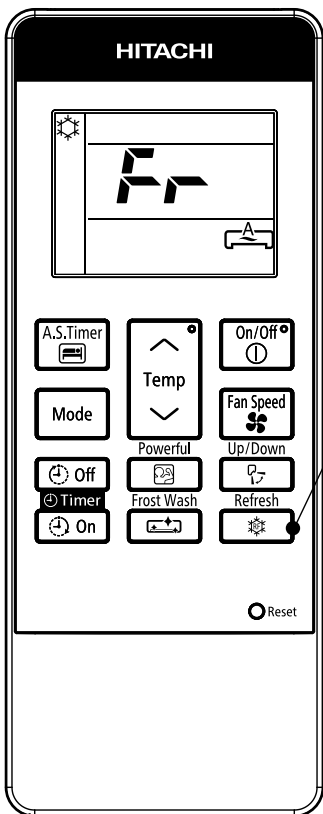 HITACHI
Fr
A
A.S.Timer
On/Off
Temp
Mode
Fan Speed
Powerful
Up/Down
Off
Timer
Frost Wash
Refresh
On
RF
Reset